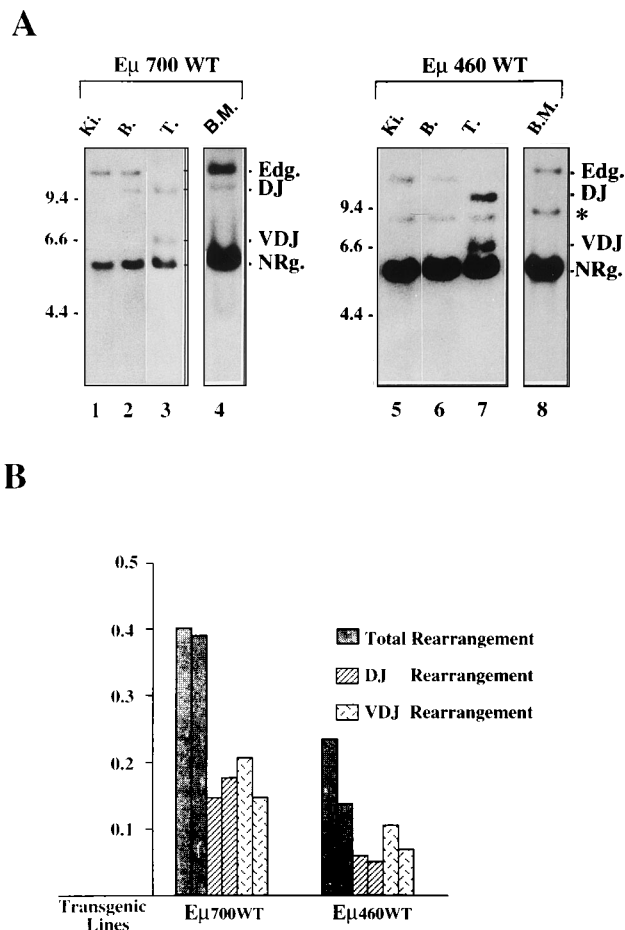 A
Eμ 700 WT
Ki. B. T. B.M.
Edg.
DJ
9.4 -
6.6 -
VDJ
NRg.
4.4 -
1 2 3 4
Eμ 460 WT
Ki. B. T. B.M.
Edg.
DJ
9.4 -
*
6.6 -
VDJ
NRg.
4.4 -
5 6 7 8
B
0.5
0.4
0.3
0.2
0.1
Total Rearrangement
DJ Rearrangement
VDJ Rearrangement
Transgenic
Lines
Eμ700WT Eμ460WT